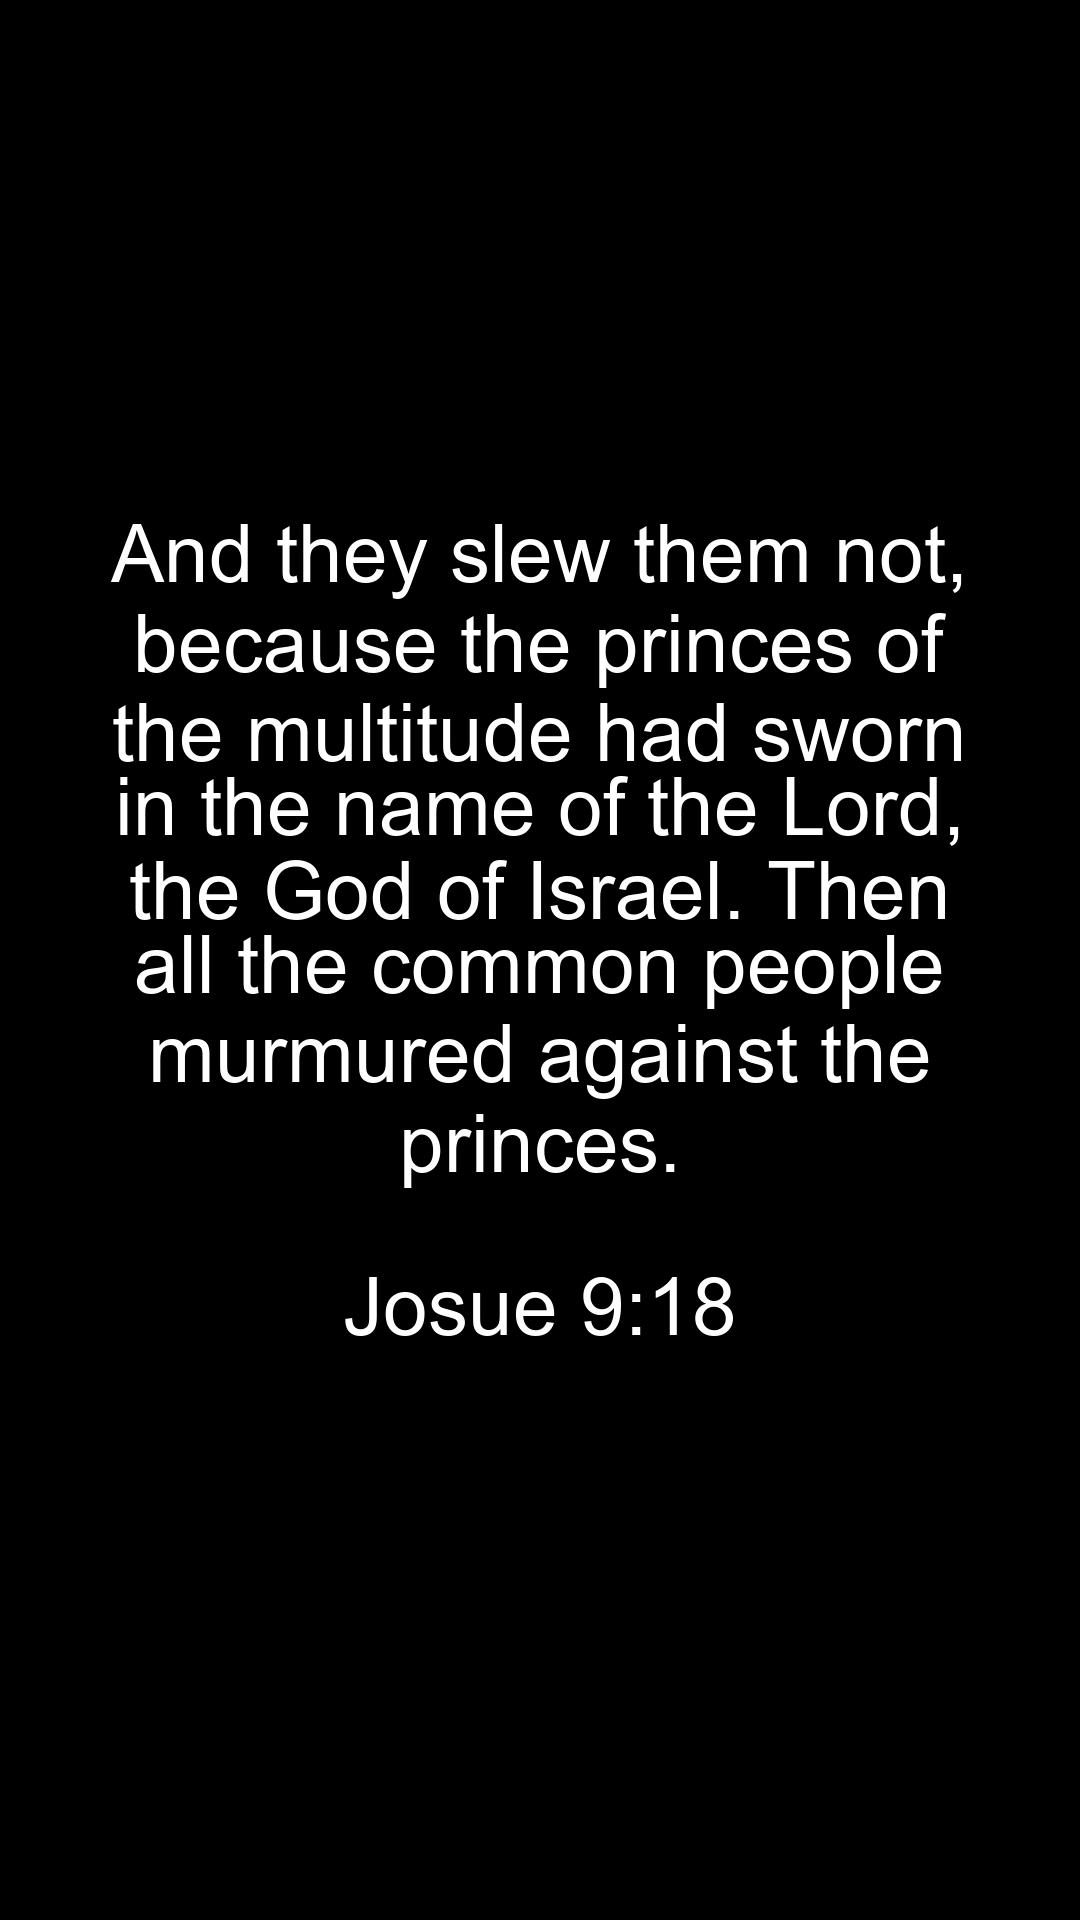 And they slew them not,
because the princes of
the multitude had sworn
in the name of the Lord,
the God of Israel. Then
all the common people
murmured against the
princes.
Josue 9:18